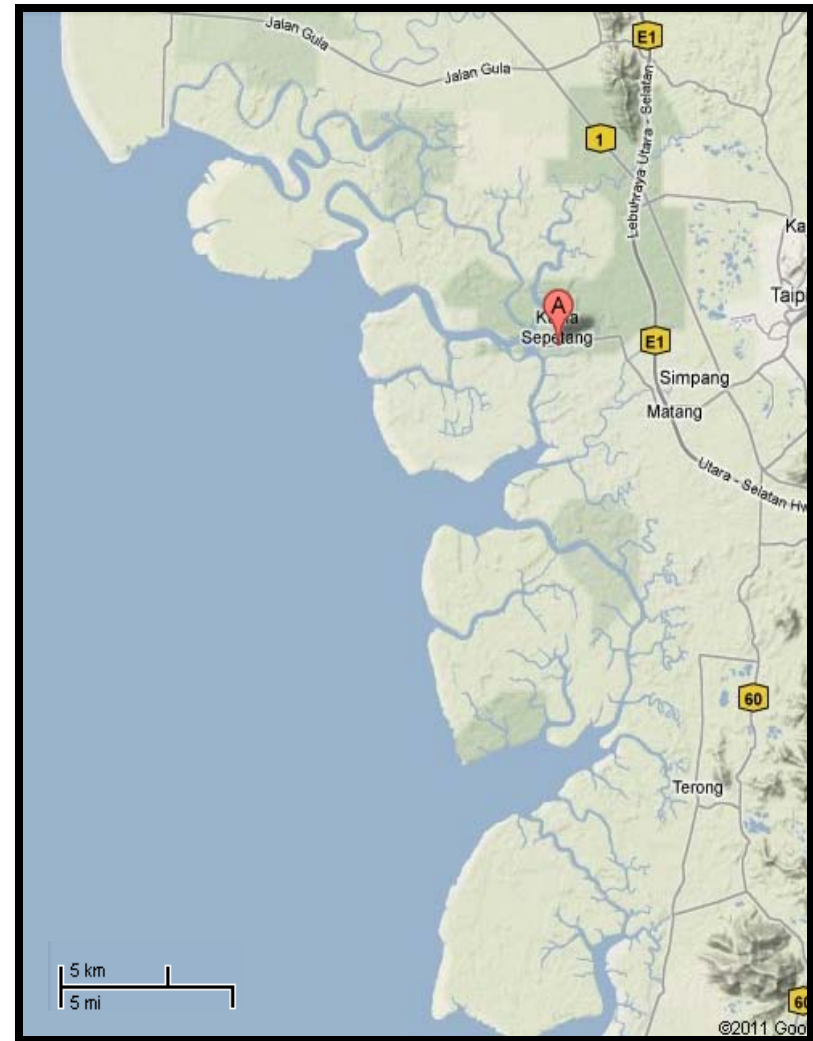 Jalan Gula
Jalan Gula
E1
1
Lebuhraya Utara - Selatan
Ka
Taip
A
Sepetang
E1
Simpang
Matang
Utara - Selatan Hw
60
Terong
5 km
5 mi
60
©2011 Goo